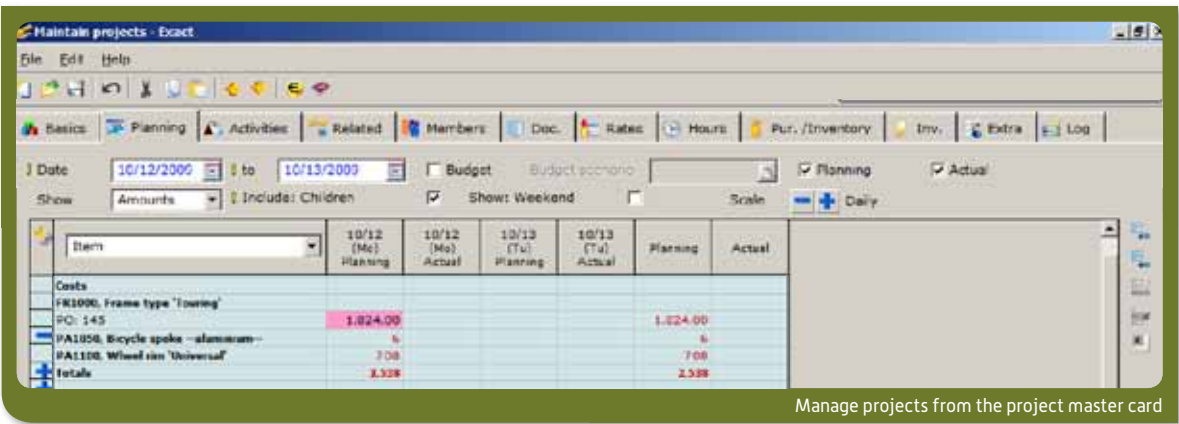 Maintain projects - Exact
File Edit Help
Basics Planning Activities Related Members Doc. Rates Hours Pur. /Inventory Inv. Extra Log
Date 10/12/2009 to 10/13/2009 Budget Budget scenario Planning Actual
Show Amounts Include: Children Show: Weekend Scale Daily
Item 10/12 (Mo) Planning 10/12 (Mo) Actual 10/13 (Tu) Planning 10/13 (Tu) Actual Planning Actual
Costs
FR1000, Frame type 'Touring'
PO: 145 1.824.00 1.824.00
PA1050, Bicycle spoke --aluminium-- 6 6
PA1100, Wheel rim 'Universal' 708 708
Totals 2.538 2.538
Manage projects from the project master card